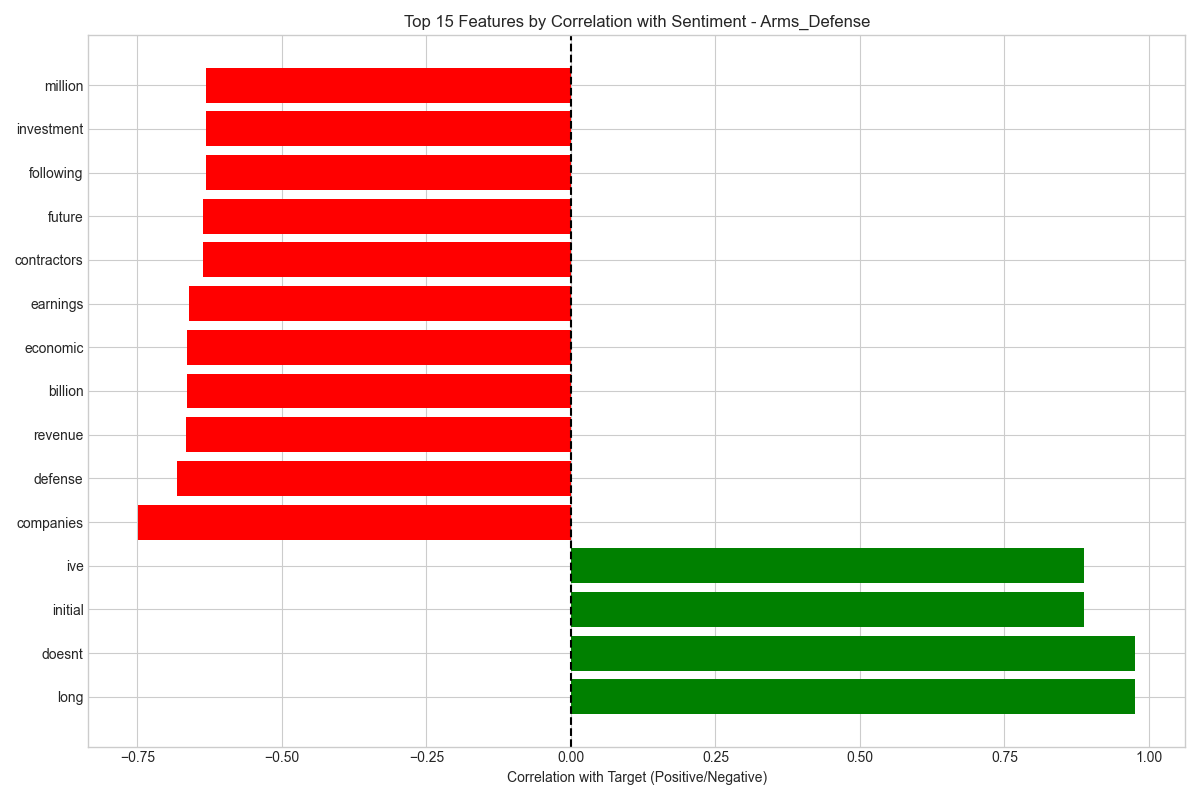 Top 15 Features by Correlation with Sentiment - Arms_Defense
million
investment
following
future
contractors
earnings
economic
billion
revenue
defense
companies
ive
initial
doesnt
long
−0.75 −0.50 −0.25 0.00 0.25 0.50 0.75 1.00
Correlation with Target (Positive/Negative)